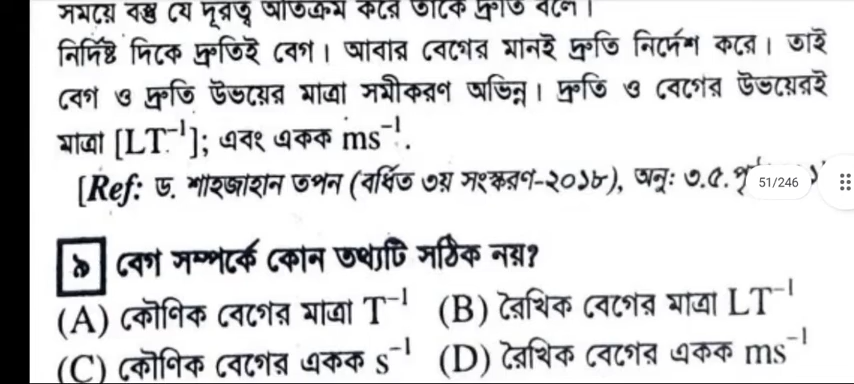 সময়ে বস্তু যে দূরত্ব অতিক্রম করে তাকে দ্রুতি বলে।
নির্দিষ্ট দিকে দ্রুতিই বেগ। আবার বেগের মানই দ্রুতি নির্দেশ করে। তাই
বেগ ও দ্রুতি উভয়ের মাত্রা সমীকরণ অভিন্ন। দ্রুতি ও বেগের উভয়েরই
মাত্রা [LT⁻¹]; এবং একক ms⁻¹.
[Ref: ড. শাহজাহান তপন (বর্ধিত ৩য় সংস্করণ-২০১৮), অনু: ৩.৫.
51/246
৯ বেগ সম্পর্কে কোন তথ্যটি সঠিক নয়?
(A) কৌণিক বেগের মাত্রা T⁻¹ (B) রৈখিক বেগের মাত্রা LT⁻¹
(C) কৌণিক বেগের একক s⁻¹ (D) রৈখিক বেগের একক ms⁻¹